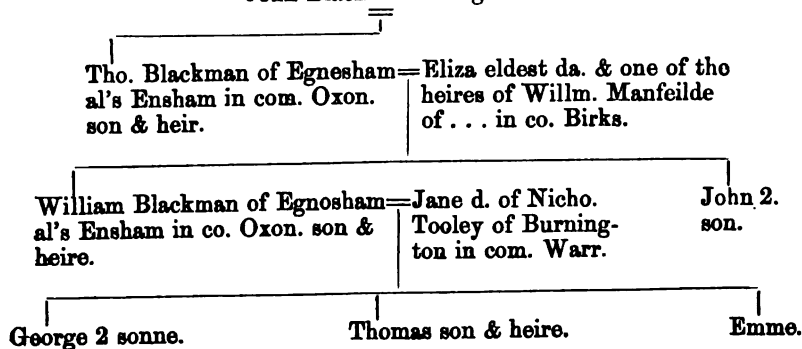 Tho. Blackman of Egnesham=Eliza eldest da. & one of tho
al's Ensham in com. Oxon. heires of Willm. Manfeilde
son & heir. of . . . in co. Birks.
William Blackman of Egnosham=Jane d. of Nicho. John 2.
al's Ensham in co. Oxon. son & Tooley of Burning- son.
heire. ton in com. Warr.
George 2 sonne. Thomas son & heire. Emme.